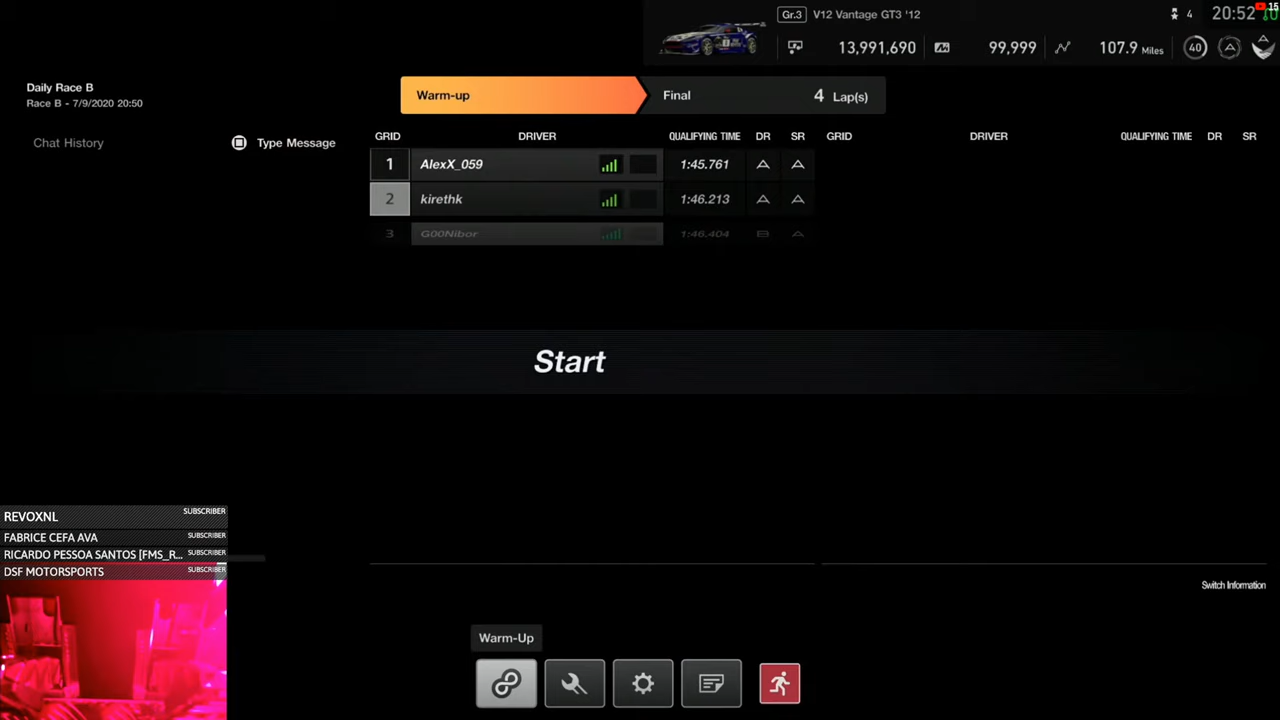 Gr.3 V12 Vantage GT3 '12 4 20:52 15
13,991,690 99,999 107.9 Miles 40
Daily Race B
Race B - 7/9/2020 20:50
Warm-up Final 4 Lap(s)
Chat History Type Message
GRID DRIVER QUALIFYING TIME DR SR GRID DRIVER QUALIFYING TIME DR SR
1 AlexX_059 1:45.761 A A
2 kirethk 1:46.213 A A
3 G00Nibor 1:46.404 B A
Start
REVOXNL SUBSCRIBER
FABRICE CEFA AVA SUBSCRIBER
RICARDO PESSOA SANTOS [FMS_R... SUBSCRIBER
DSF MOTORSPORTS SUBSCRIBER
Switch Information
Warm-Up